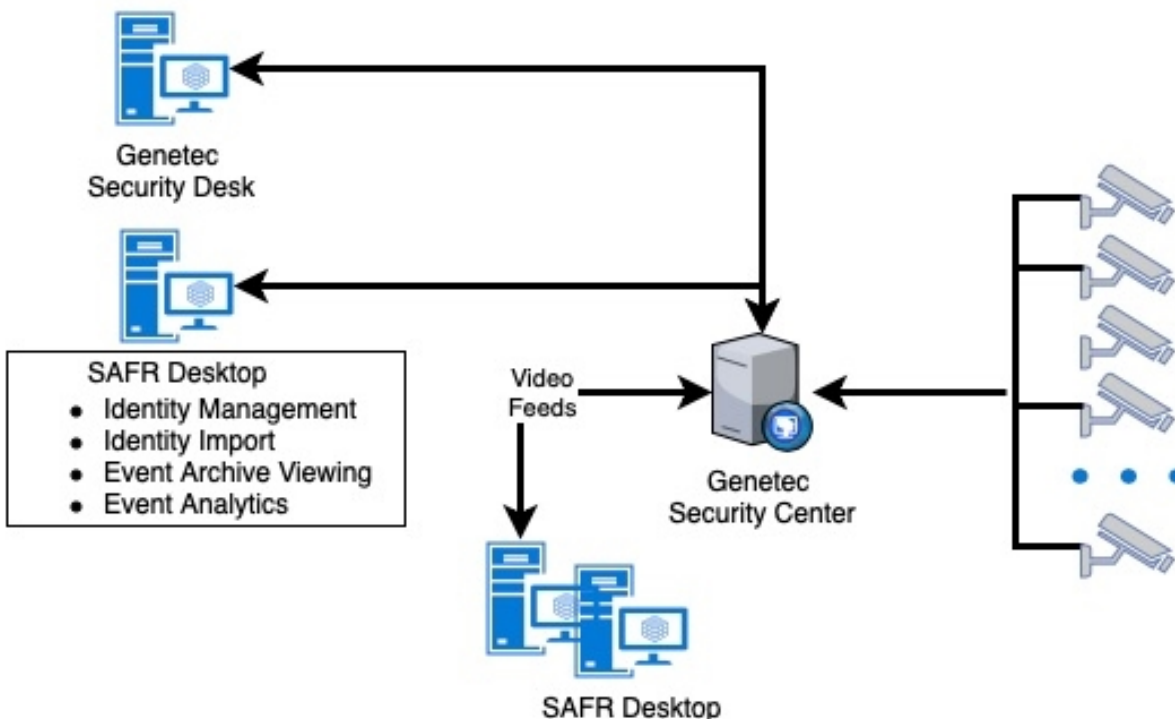 Genetec
Security Desk
SAFR Desktop
● Identity Management
● Identity Import
● Event Archive Viewing
● Event Analytics
Video
Feeds
Genetec
Security Center
SAFR Desktop